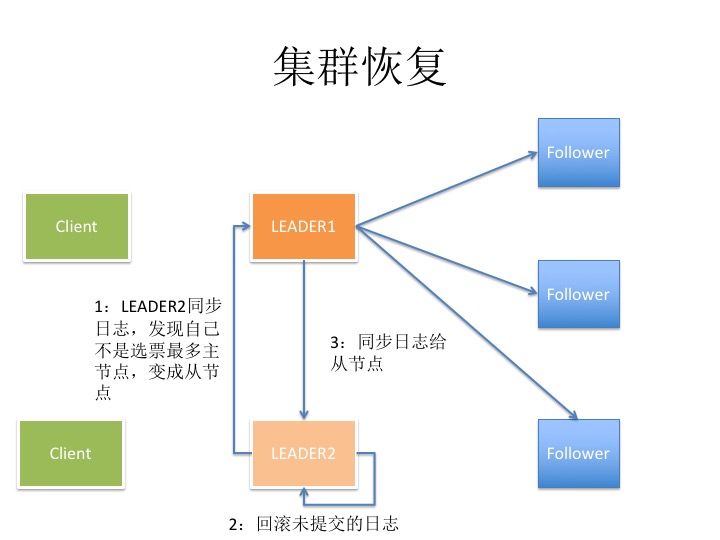 集群恢复
Follower
Client
LEADER1
Follower
1：LEADER2同步
日志，发现自己
不是选票最多主
节点，变成从节
点
3：同步日志给
从节点
Client
LEADER2
Follower
2：回滚未提交的日志